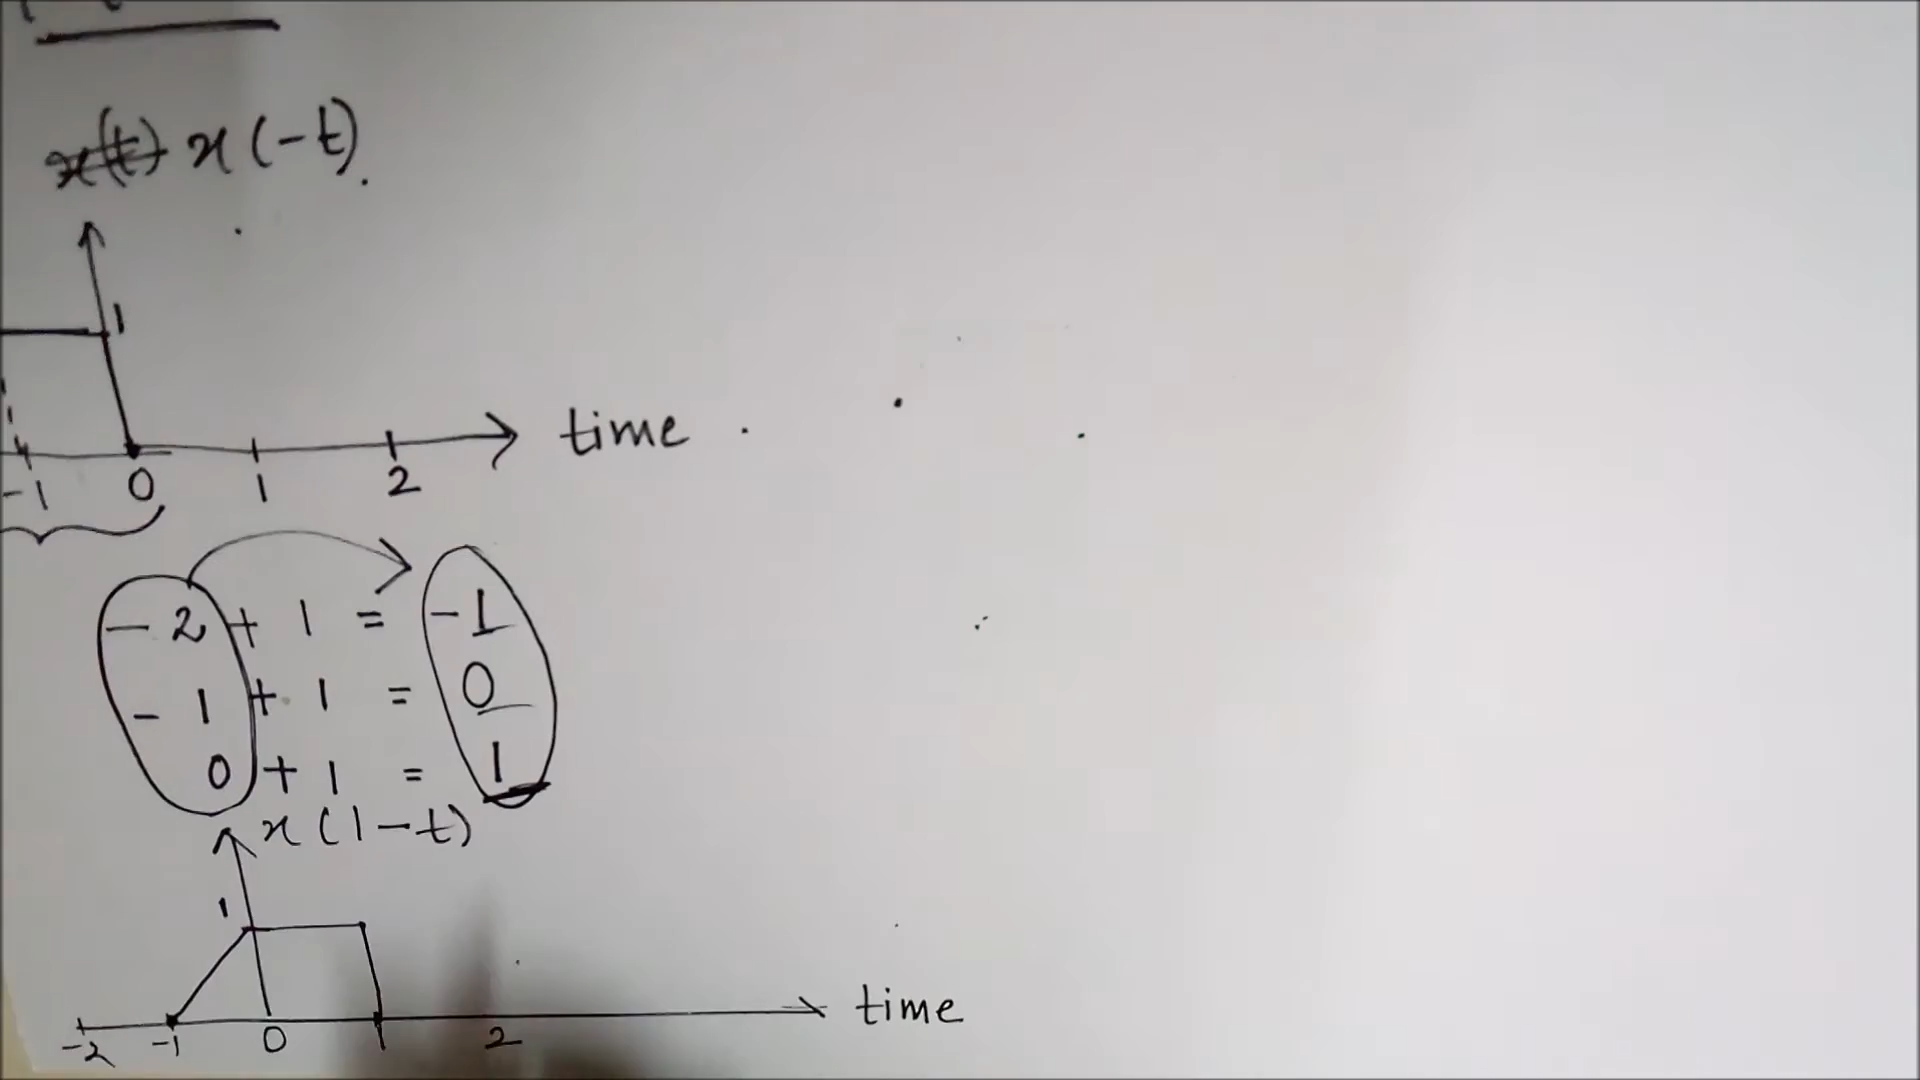 x(t) x(-t).
1
time
-1 0 1 2
-2 + 1 = -1
-1 + 1 = 0
0 + 1 = 1
x(1-t)
1
time
-2 -1 0 1 2